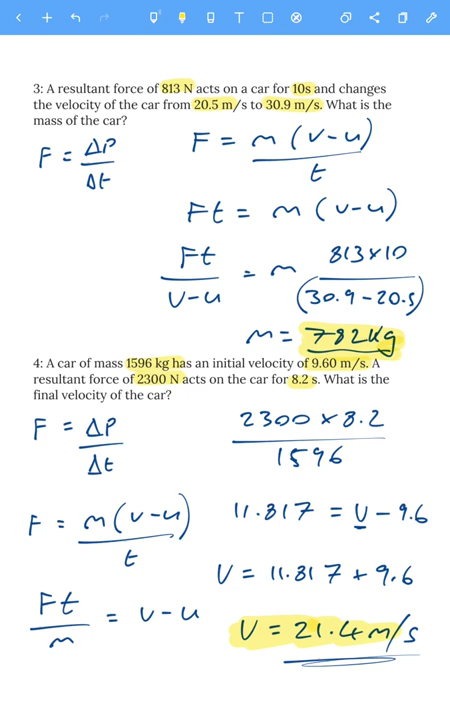 3: A resultant force of 813 N acts on a car for 10s and changes
the velocity of the car from 20.5 m/s to 30.9 m/s. What is the
mass of the car?
F = ΔP/Δt
F = m(v-u)/t
Ft = m(v-u)
Ft/(v-u) = m
813×10/(30.9-20.5)
m = 782kg
4: A car of mass 1596 kg has an initial velocity of 9.60 m/s. A
resultant force of 2300 N acts on the car for 8.2 s. What is the
final velocity of the car?
F = ΔP/Δt
F = m(v-u)/t
Ft/m = v-u
2300×8.2/1596
11.817 = v-9.6
v = 11.817+9.6
v = 21.4m/s